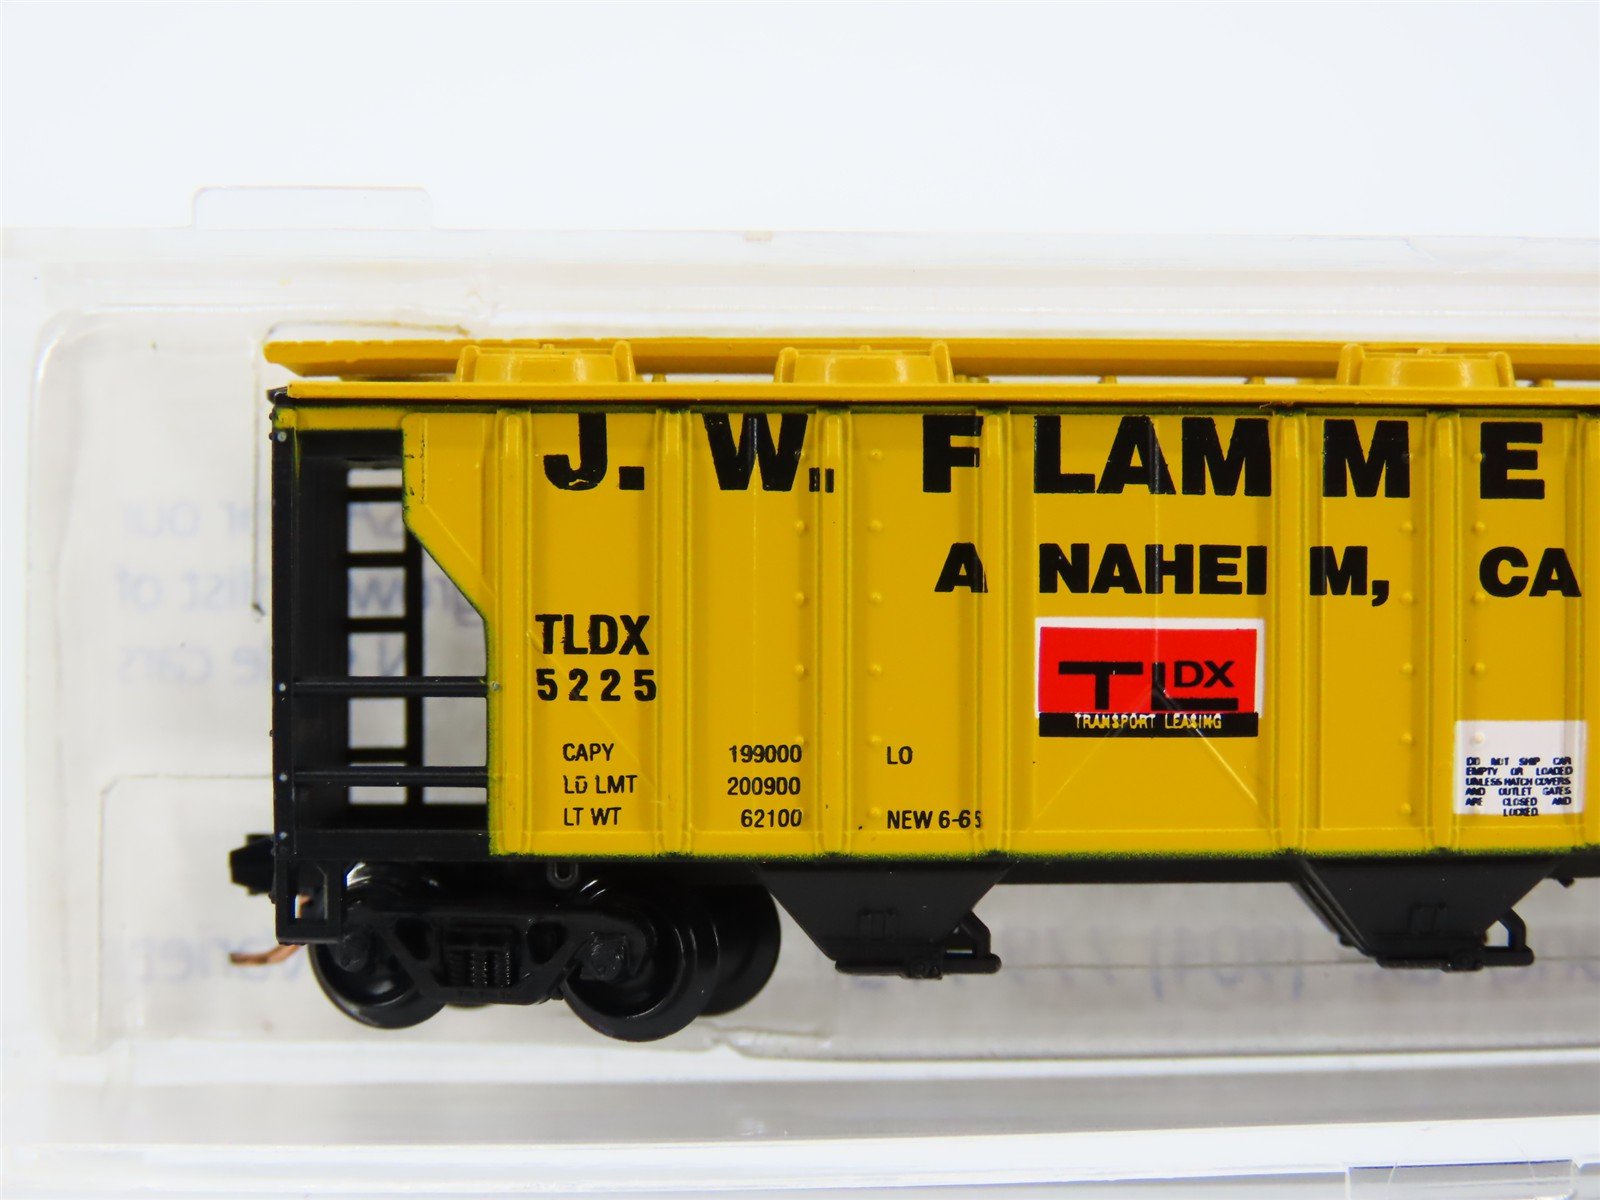 J. W. FLAMME
ANAHEIM, CA
TLDX
5225
TLDX
TRANSPORT LEASING
CAPY 199000 LO
LD LMT 200900
LT WT 62100 NEW 6-65
DO NOT SHIP CAR
EMPTY OR LOADED
UNLESS HATCH COVERS
AND OUTLET GATES
ARE CLOSED AND
LOCKED.